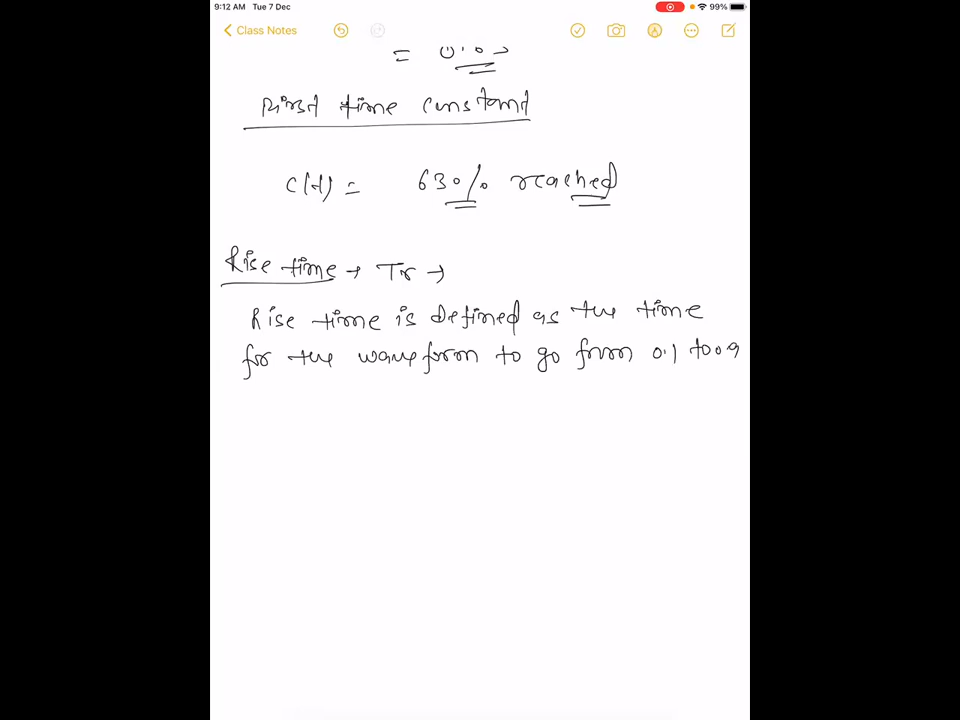 9:12 AM Tue 7 Dec
99%
Class Notes
First time constant
c(t) = 63% reached
Rise time → Tr →
Rise time is defined as the time
for the waveform to go from 0.1 to 0.9